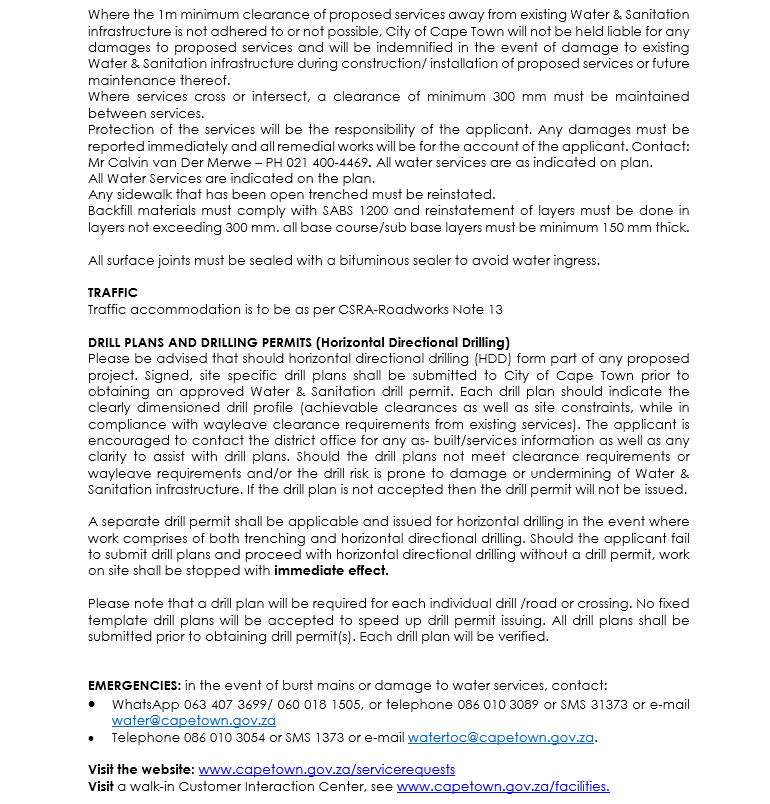 Where the 1m minimum clearance of proposed services away from existing Water & Sanitation
infrastructure is not adhered to or not possible, City of Cape Town will not be held liable for any
damages to proposed services and will be indemnified in the event of damage to existing
Water & Sanitation infrastructure during construction/ installation of proposed services or future
maintenance thereof.
Where services cross or intersect, a clearance of minimum 300 mm must be maintained
between services.
Protection of the services will be the responsibility of the applicant. Any damages must be
reported immediately and all remedial works will be for the account of the applicant. Contact:
Mr Calvin van Der Merwe – PH 021 400-4469. All water services are as indicated on plan.
All Water Services are indicated on the plan.
Any sidewalk that has been open trenched must be reinstated.
Backfill materials must comply with SABS 1200 and reinstatement of layers must be done in
layers not exceeding 300 mm. all base course/sub base layers must be minimum 150 mm thick.
All surface joints must be sealed with a bituminous sealer to avoid water ingress.
TRAFFIC
Traffic accommodation is to be as per CSRA-Roadworks Note 13
DRILL PLANS AND DRILLING PERMITS (Horizontal Directional Drilling)
Please be advised that should horizontal directional drilling (HDD) form part of any proposed
project. Signed, site specific drill plans shall be submitted to City of Cape Town prior to
obtaining an approved Water & Sanitation drill permit. Each drill plan should indicate the
clearly dimensioned drill profile (achievable clearances as well as site constraints, while in
compliance with wayleave clearance requirements from existing services). The applicant is
encouraged to contact the district office for any as- built/services information as well as any
clarity to assist with drill plans. Should the drill plans not meet clearance requirements or
wayleave requirements and/or the drill risk is prone to damage or undermining of Water &
Sanitation infrastructure. If the drill plan is not accepted then the drill permit will not be issued.
A separate drill permit shall be applicable and issued for horizontal drilling in the event where
work comprises of both trenching and horizontal directional drilling. Should the applicant fail
to submit drill plans and proceed with horizontal directional drilling without a drill permit, work
on site shall be stopped with immediate effect.
Please note that a drill plan will be required for each individual drill /road or crossing. No fixed
template drill plans will be accepted to speed up drill permit issuing. All drill plans shall be
submitted prior to obtaining drill permit(s). Each drill plan will be verified.
EMERGENCIES: in the event of burst mains or damage to water services, contact:
• WhatsApp 063 407 3699/ 060 018 1505, or telephone 086 010 3089 or SMS 31373 or e-mail
water@capetown.gov.za
• Telephone 086 010 3054 or SMS 1373 or e-mail watertoc@capetown.gov.za.
Visit the website: www.capetown.gov.za/servicerequests
Visit a walk-in Customer Interaction Center, see www.capetown.gov.za/facilities.